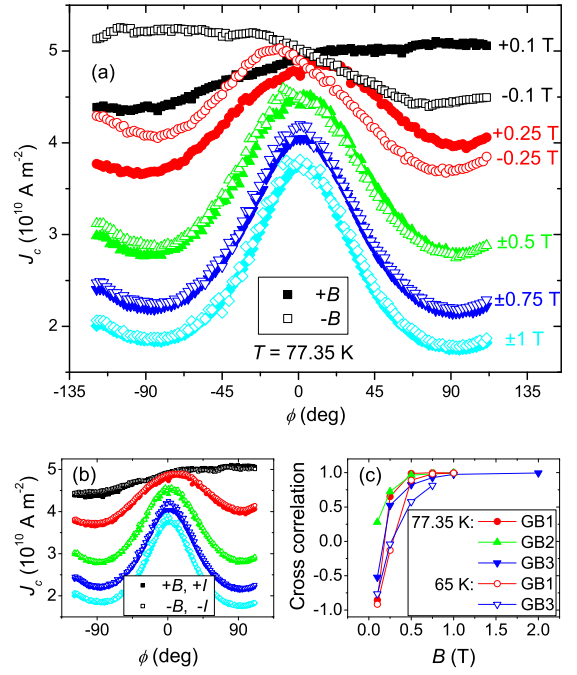 (a)
5
4
3
2
J_c (10^10 A m^-2)
-135 -90 -45 0 45 90 135
ϕ (deg)
+0.1 T
-0.1 T
+0.25 T
-0.25 T
±0.5 T
±0.75 T
±1 T
+B
-B
T = 77.35 K
(b)
5
4
3
2
J_c (10^10 A m^-2)
-90 0 90
ϕ (deg)
+B, +I
-B, -I
(c)
1.0
0.5
0.0
-0.5
-1.0
Cross correlation
0.0 0.5 1.0 1.5 2.0
B (T)
77.35 K: GB1
GB2
GB3
65 K: GB1
GB3